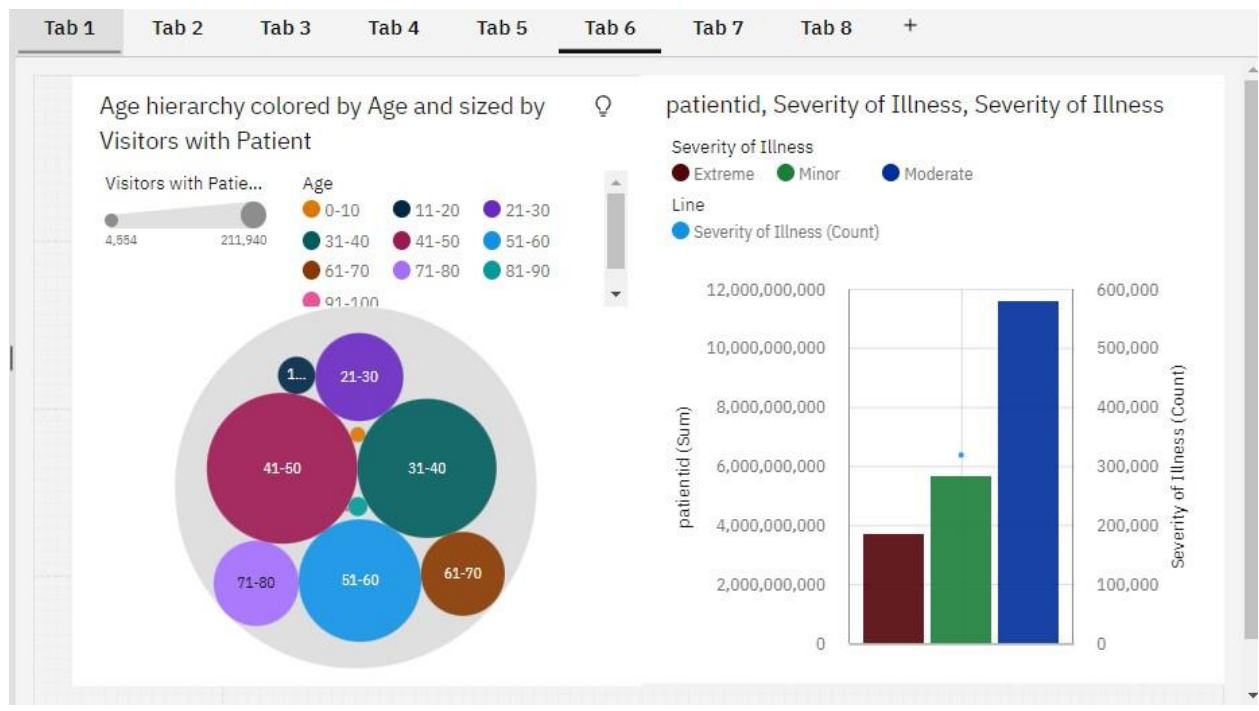 Tab 1 Tab 2 Tab 3 Tab 4 Tab 5 Tab 6 Tab 7 Tab 8 +
Age hierarchy colored by Age and sized by
Visitors with Patient
Visitors with Patie...
4,554 211,940
Age
0-10 11-20 21-30
31-40 41-50 51-60
61-70 71-80 81-90
91-100
1...
21-30
41-50
31-40
71-80
51-60
61-70
patientid, Severity of Illness, Severity of Illness
Severity of Illness
Extreme Minor Moderate
Line
Severity of Illness (Count)
patientid (Sum)
12,000,000,000
10,000,000,000
8,000,000,000
6,000,000,000
4,000,000,000
2,000,000,000
0
600,000
500,000
400,000
300,000
200,000
100,000
0
Severity of Illness (Count)